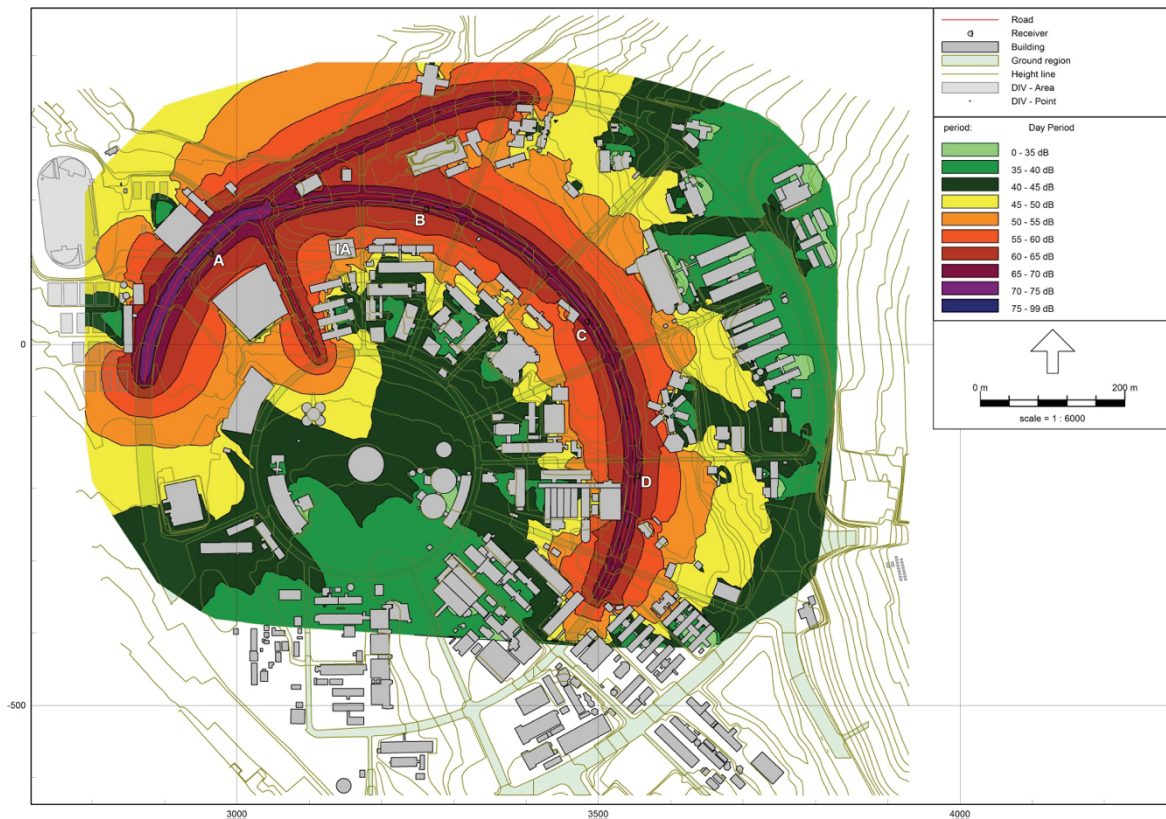 Road
Receiver
Building
Ground region
Height line
DIV - Area
DIV - Point
period: Day Period
0 - 35 dB
35 - 40 dB
40 - 45 dB
45 - 50 dB
50 - 55 dB
55 - 60 dB
60 - 65 dB
65 - 70 dB
70 - 75 dB
75 - 99 dB
0 m 200 m
scale = 1 : 6000
B
IA
A
C
0
D
-500
3000 3500 4000